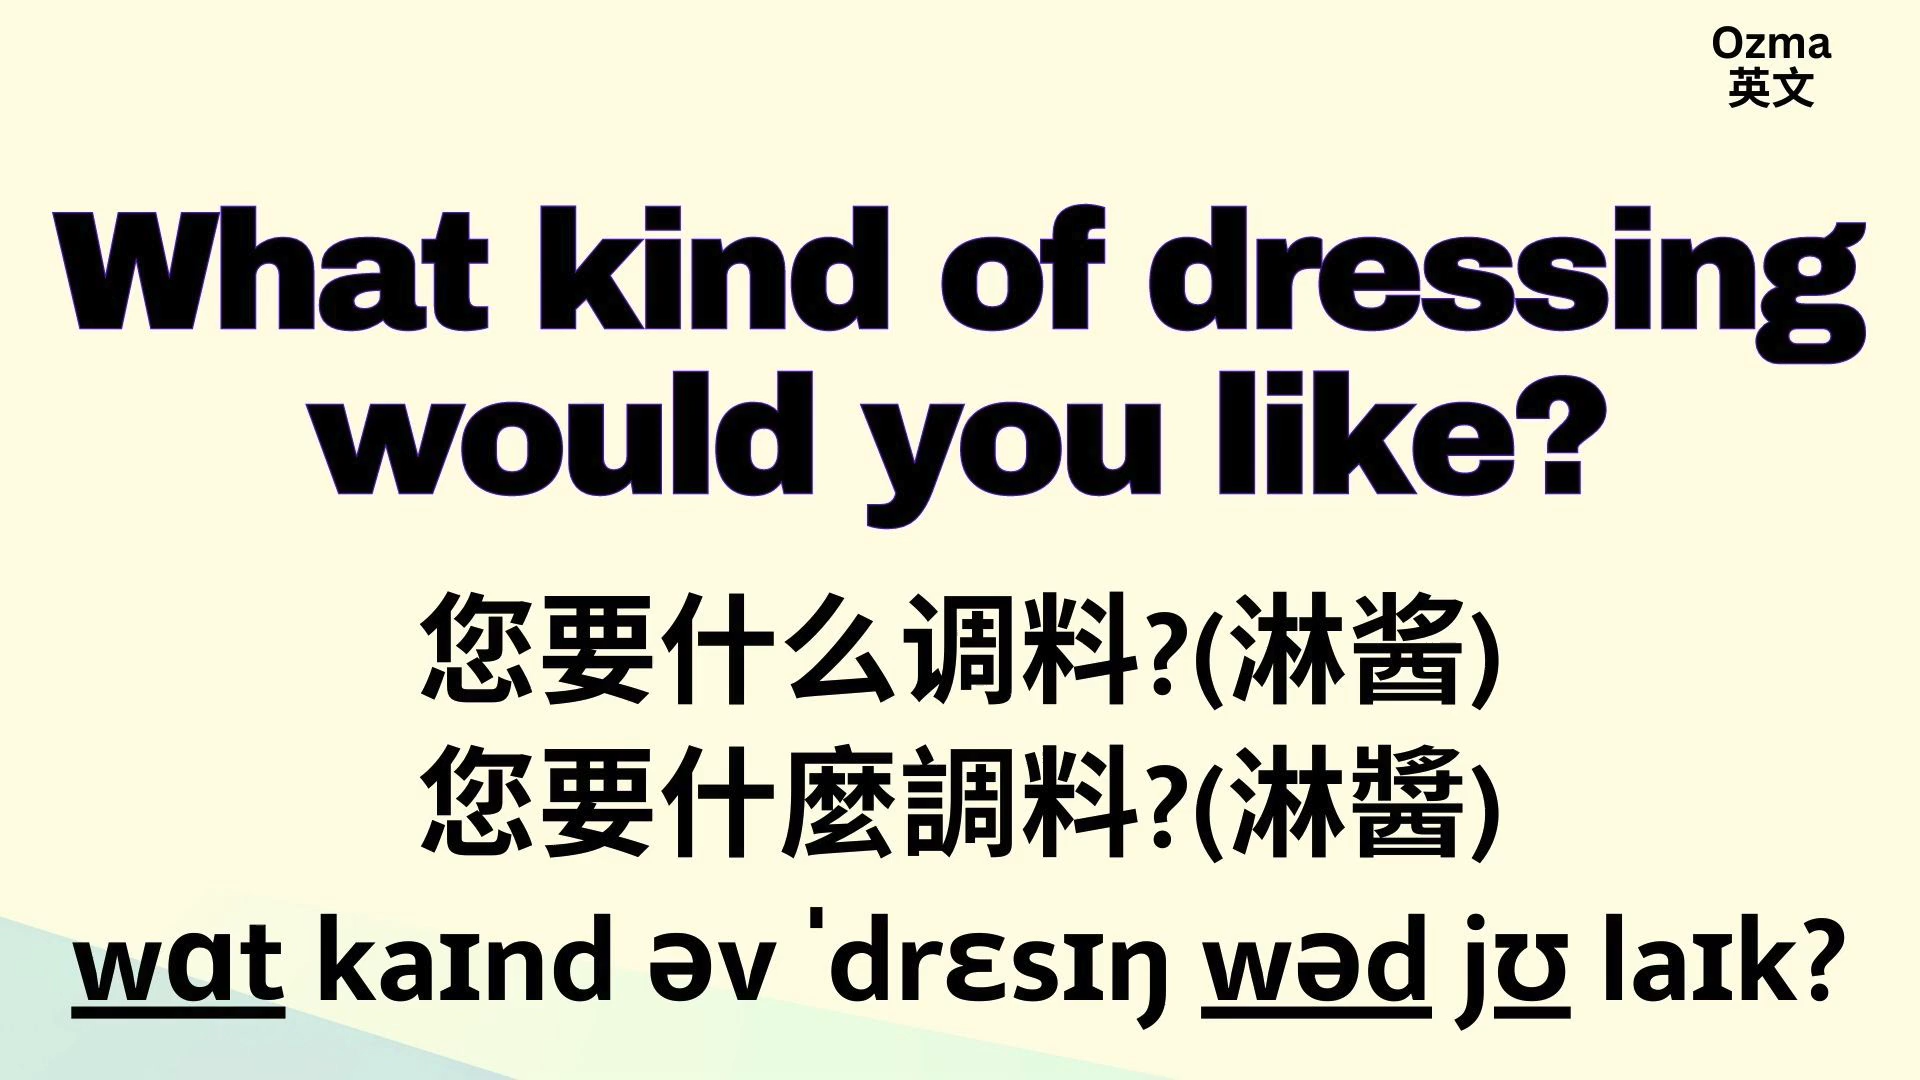 Ozma
英文
What kind of dressing
would you like?
您要什么调料?(淋酱)
您要什麼調料?(淋醬)
wɑt kaɪnd əv ˈdrɛsɪŋ wəd jʊ laɪk?